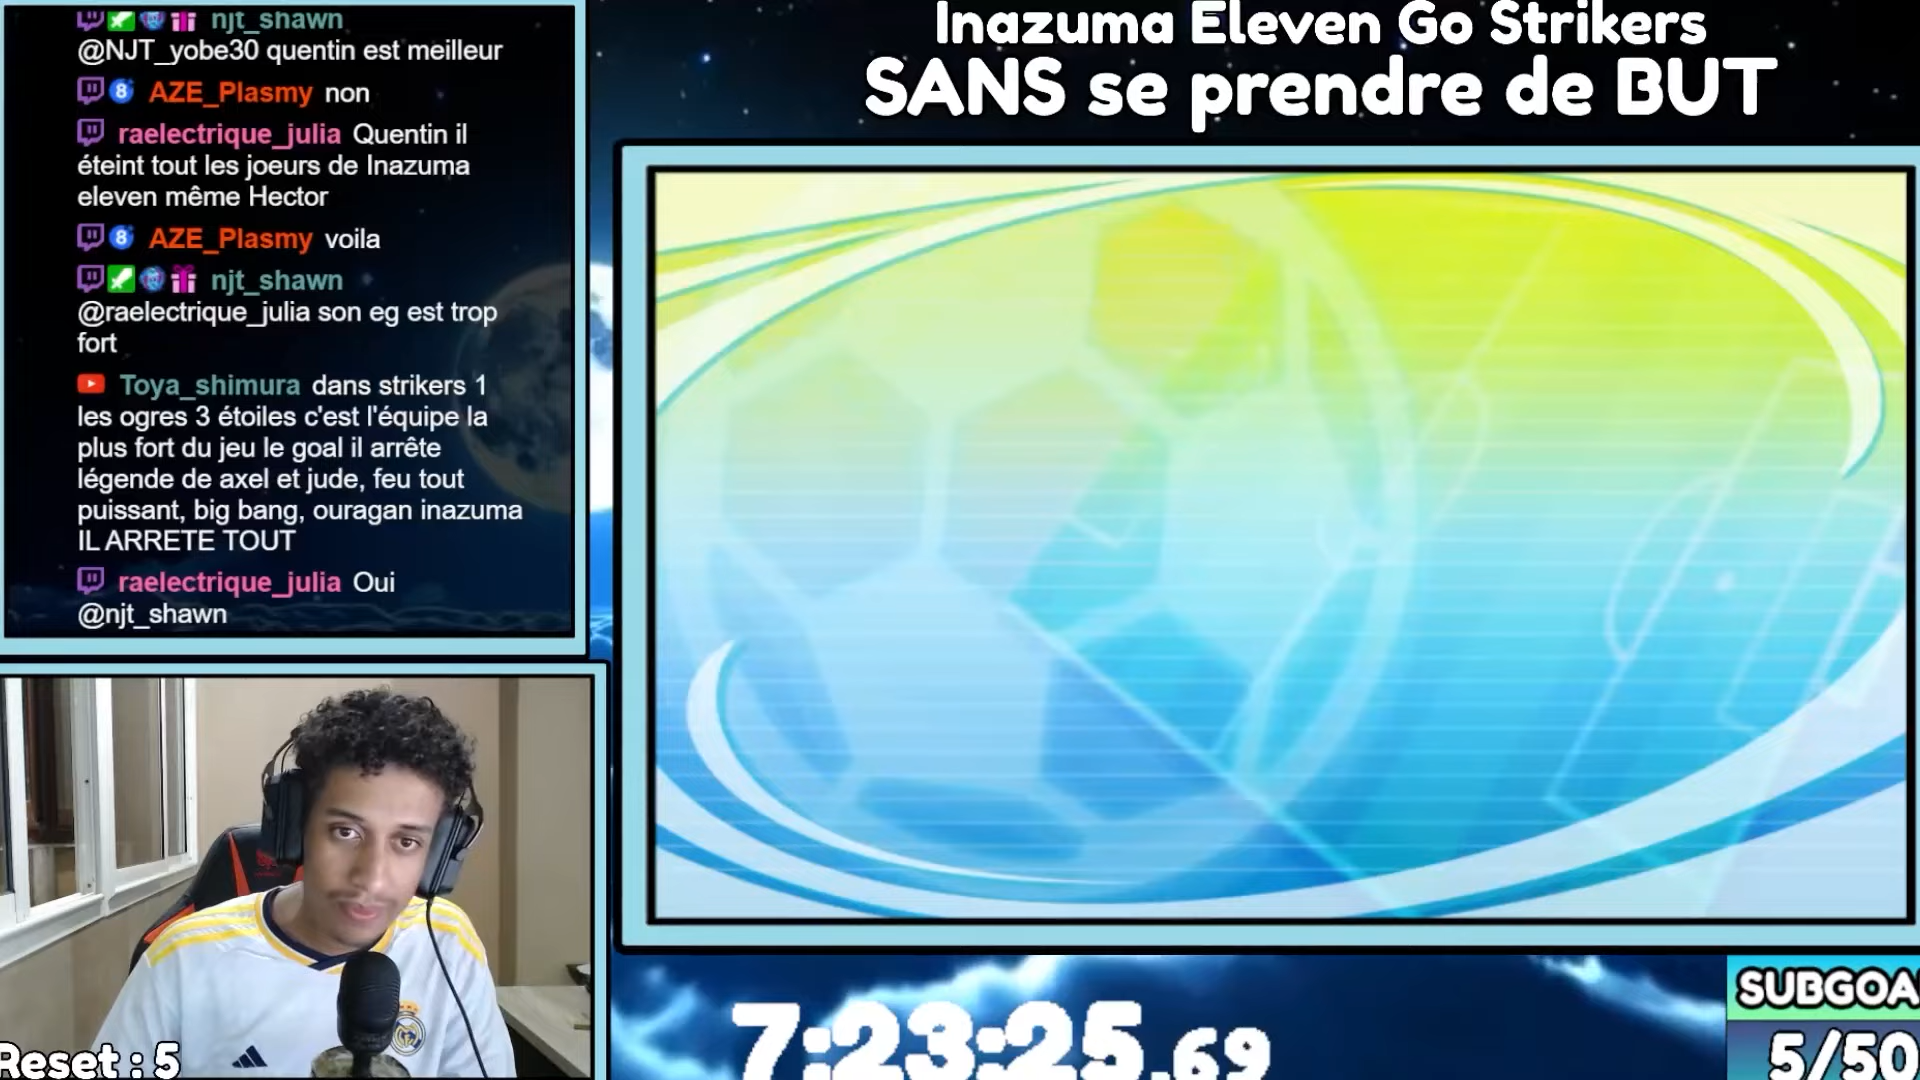 njt_shawn
@NJT_yobe30 quentin est meilleur
8 AZE_Plasmy non
raelectrique_julia Quentin il
éteint tout les joeurs de Inazuma
eleven même Hector
8 AZE_Plasmy voila
njt_shawn
@raelectrique_julia son eg est trop
fort
Toya_shimura dans strikers 1
les ogres 3 étoiles c'est l'équipe la
plus fort du jeu le goal il arrête
légende de axel et jude, feu tout
puissant, big bang, ouragan inazuma
IL ARRETE TOUT
raelectrique_julia Oui
@njt_shawn
Inazuma Eleven Go Strikers
SANS se prendre de BUT
Reset : 5
7:23:25.69
SUBGOA
5/50